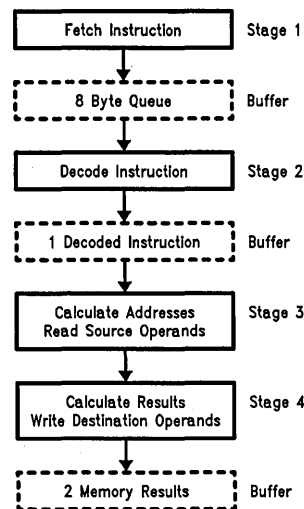 Fetch Instruction Stage 1
8 Byte Queue Buffer
Decode Instruction Stage 2
1 Decoded Instruction Buffer
Calculate Addresses Stage 3
Read Source Operands
Calculate Results Stage 4
Write Destination Operands
2 Memory Results Buffer